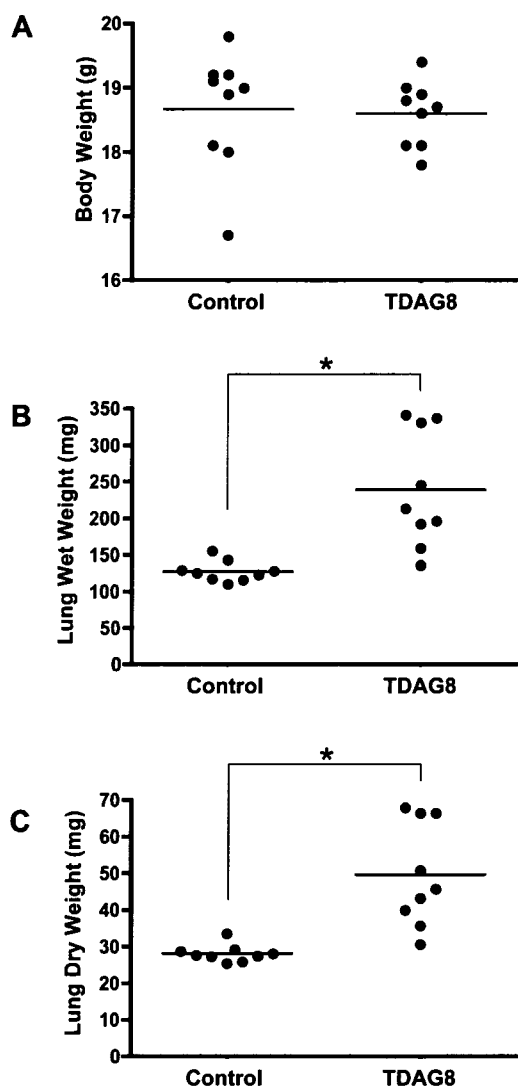 A
Body Weight (g)
20
19
18
17
16
Control
TDAG8
B
*
Lung Wet Weight (mg)
350
300
250
200
150
100
50
0
Control
TDAG8
C
*
Lung Dry Weight (mg)
70
60
50
40
30
20
10
0
Control
TDAG8